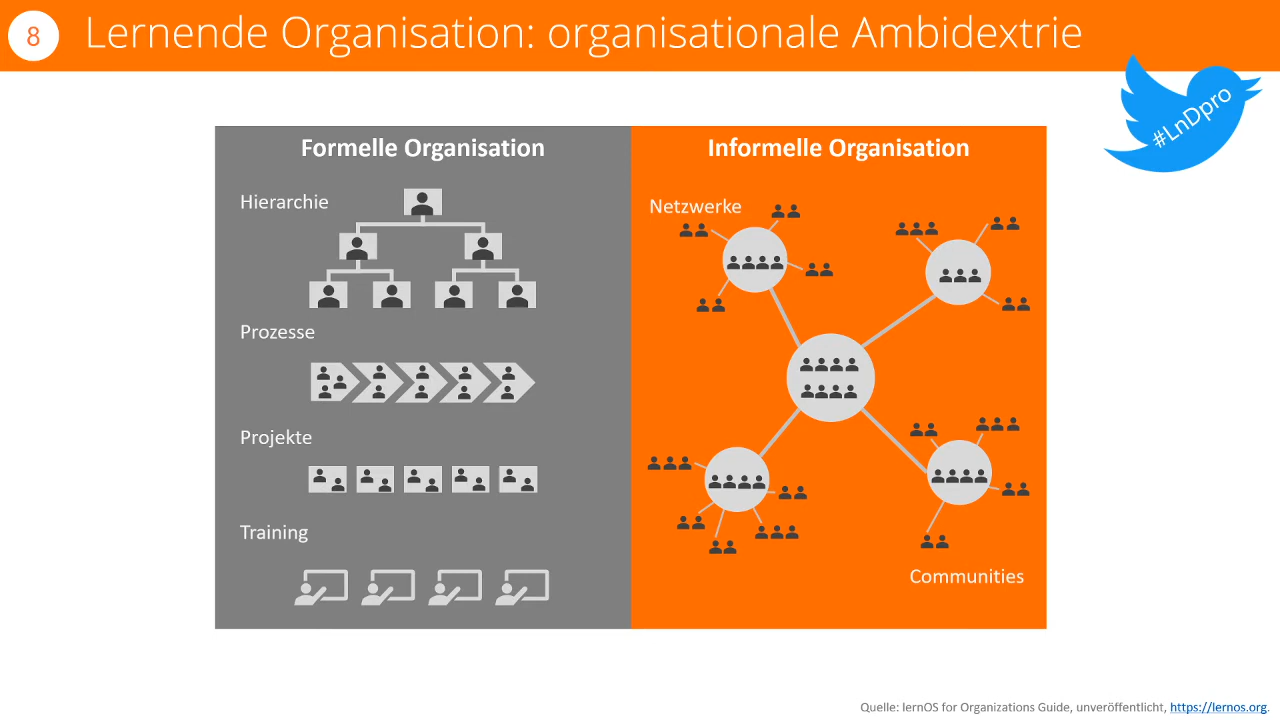 8
Lernende Organisation: organisationale Ambidextrie
#LnDpro
Formelle Organisation
Hierarchie
Prozesse
Projekte
Training
Informelle Organisation
Netzwerke
Communities
Quelle: lernOS for Organizations Guide, unveröffentlicht, https://lernos.org.